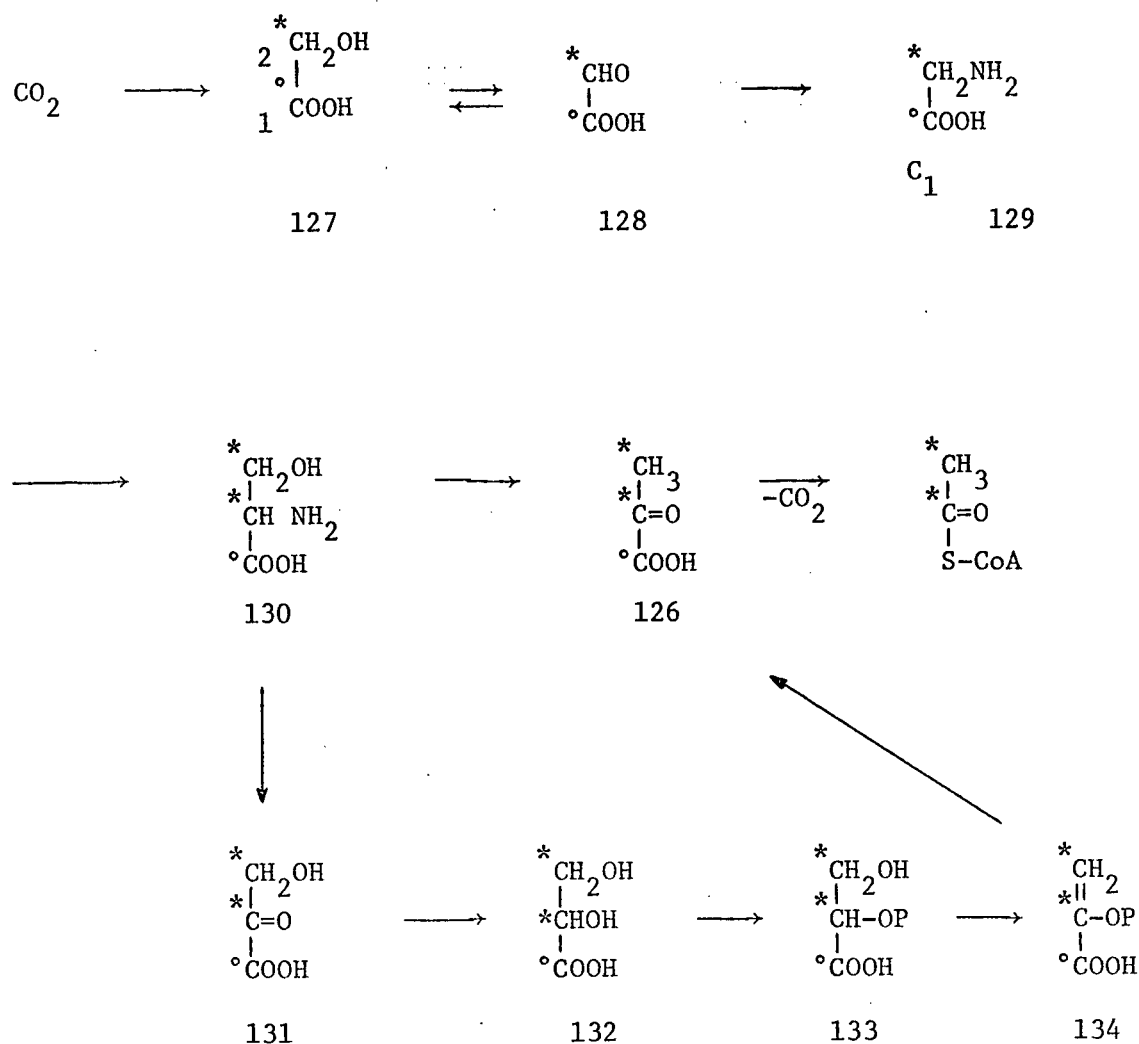 * * *
2 CH2OH CHO CH2NH2
CO2 ° °COOH °COOH
1 COOH C1
127 128 129
* * *
CH2OH CH3 CH3
* CH NH2 * C=O -CO2 * C=O
°COOH °COOH S-CoA
130 126
* * * *
CH2OH CH2OH CH2OH CH2
* C=O *CHOH * CH-OP * C-OP
°COOH °COOH °COOH °COOH
131 132 133 134